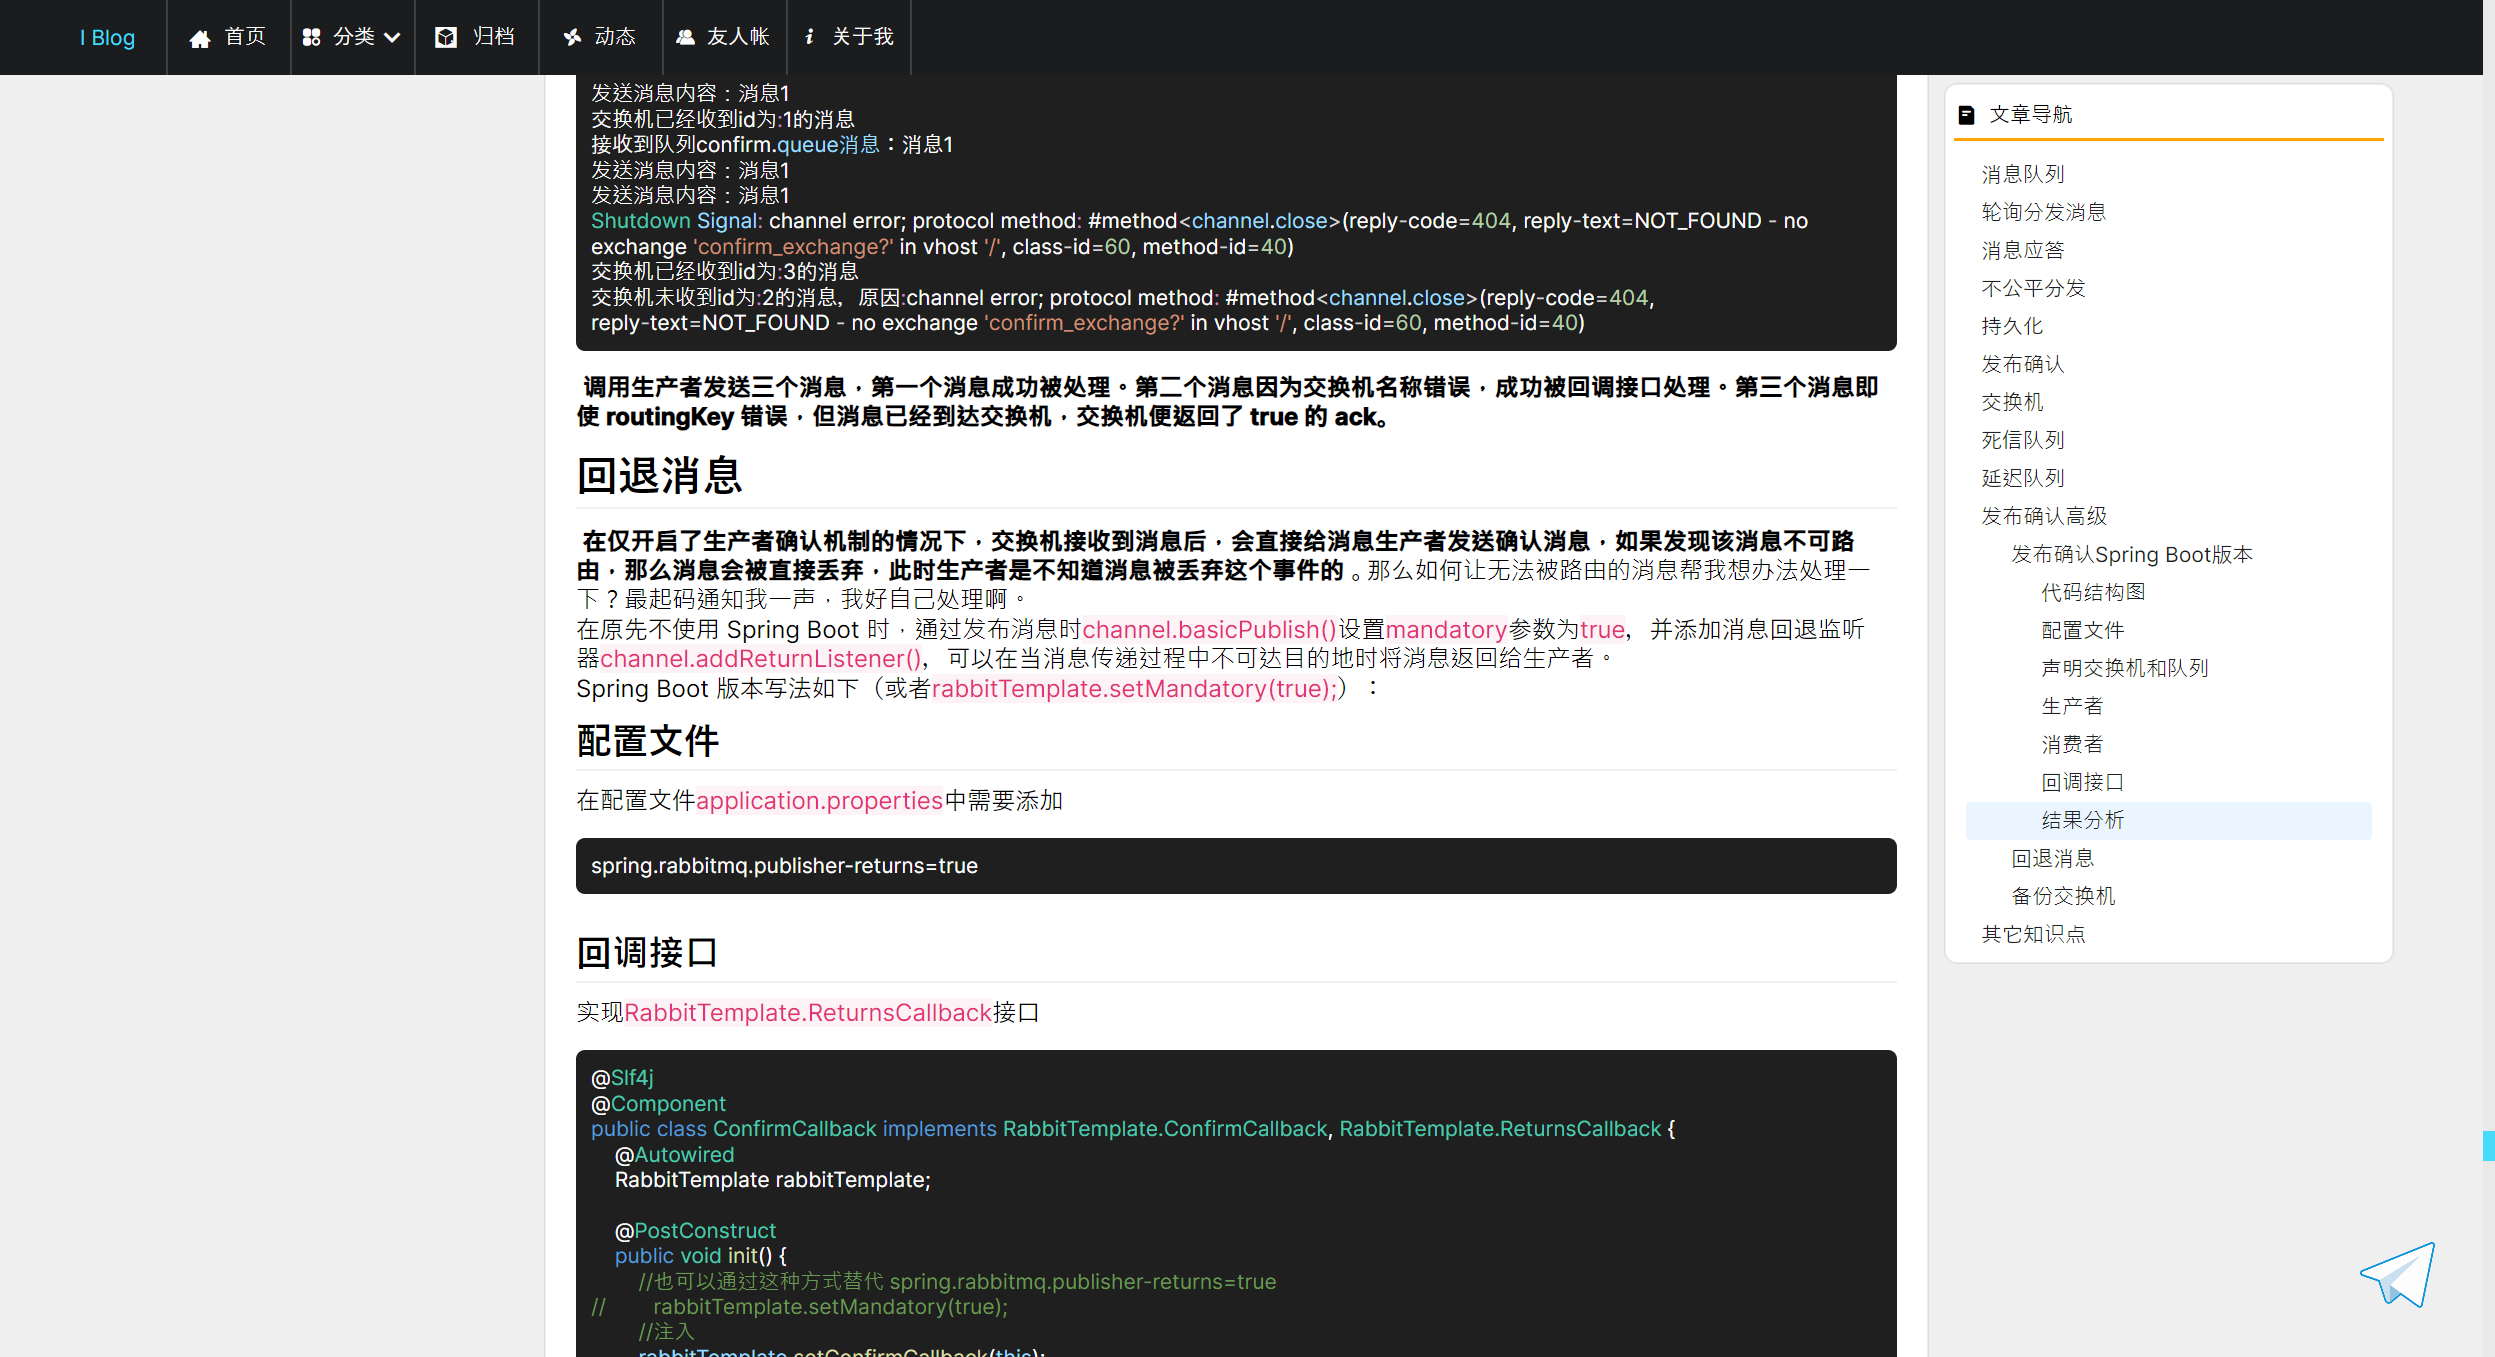 I Blog
首页
分类
归档
动态
友人帐
关于我
发送消息内容：消息1
交换机已经收到id为:1的消息
接收到队列confirm.queue消息：消息1
发送消息内容：消息1
发送消息内容：消息1
Shutdown Signal: channel error; protocol method: #method<channel.close>(reply-code=404, reply-text=NOT_FOUND - no
exchange 'confirm_exchange?' in vhost '/', class-id=60, method-id=40)
交换机已经收到id为:3的消息
交换机未收到id为:2的消息，原因:channel error; protocol method: #method<channel.close>(reply-code=404,
reply-text=NOT_FOUND - no exchange 'confirm_exchange?' in vhost '/', class-id=60, method-id=40)
调用生产者发送三个消息，第一个消息成功被处理。第二个消息因为交换机名称错误，成功被回调接口处理。第三个消息即
使 routingKey 错误，但消息已经到达交换机，交换机便返回了 true 的 ack。
回退消息
在仅开启了生产者确认机制的情况下，交换机接收到消息后，会直接给消息生产者发送确认消息，如果发现该消息不可路
由，那么消息会被直接丢弃，此时生产者是不知道消息被丢弃这个事件的。那么如何让无法被路由的消息帮我想办法处理一
下？最起码通知我一声，我好自己处理啊。
在原先不使用 Spring Boot 时，通过发布消息时channel.basicPublish()设置mandatory参数为true，并添加消息回退监听
器channel.addReturnListener()，可以在当消息传递过程中不可达目的地时将消息返回给生产者。
Spring Boot 版本写法如下（或者rabbitTemplate.setMandatory(true);）：
配置文件
在配置文件application.properties中需要添加
spring.rabbitmq.publisher-returns=true
回调接口
实现RabbitTemplate.ReturnsCallback接口
@Slf4j
@Component
public class ConfirmCallback implements RabbitTemplate.ConfirmCallback, RabbitTemplate.ReturnsCallback {
@Autowired
RabbitTemplate rabbitTemplate;
@PostConstruct
public void init() {
//也可以通过这种方式替代 spring.rabbitmq.publisher-returns=true
// rabbitTemplate.setMandatory(true);
//注入
rabbitTemplate.setConfirmCallback(this);
文章导航
消息队列
轮询分发消息
消息应答
不公平分发
持久化
发布确认
交换机
死信队列
延迟队列
发布确认高级
发布确认Spring Boot版本
代码结构图
配置文件
声明交换机和队列
生产者
消费者
回调接口
结果分析
回退消息
备份交换机
其它知识点